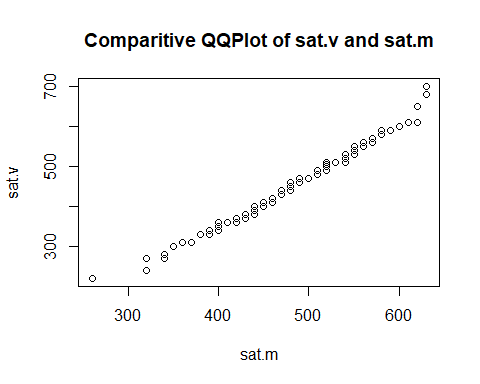 Comparitive QQPlot of sat.v and sat.m
700
500
300
sat.v
300 400 500 600
sat.m